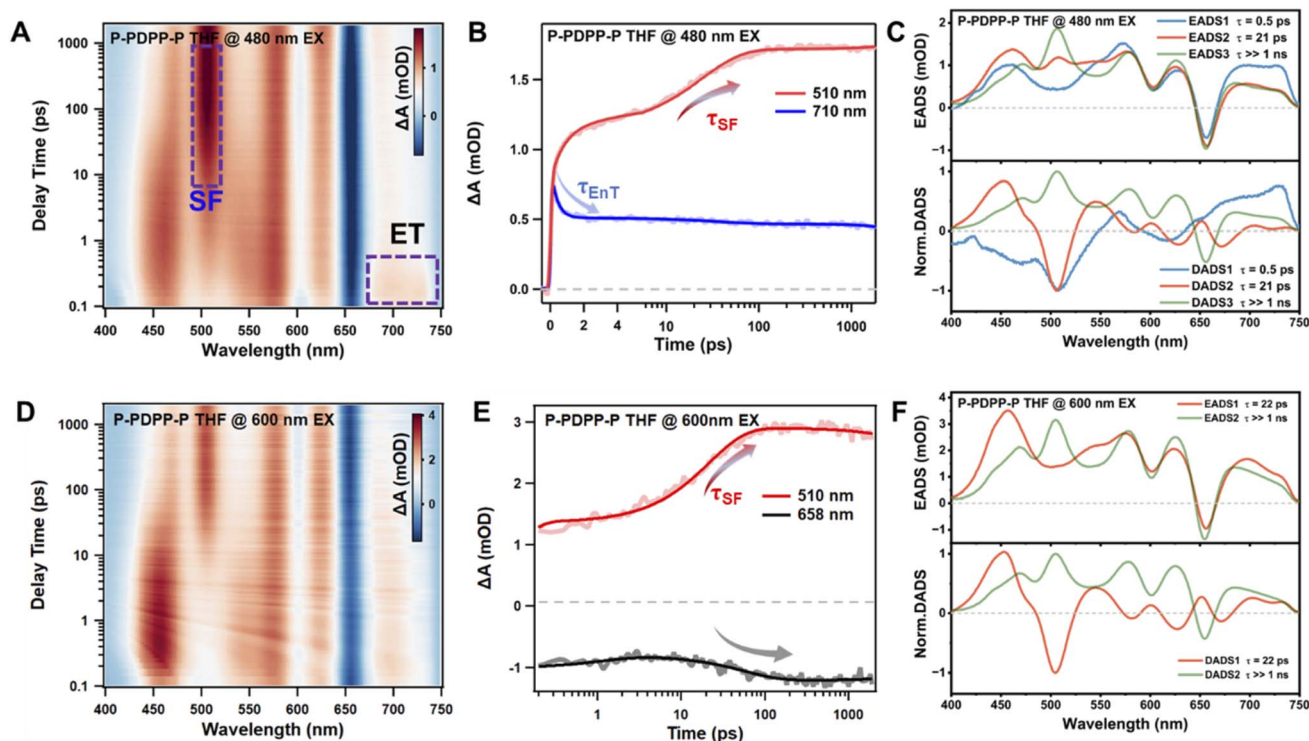 A
P-PDPP-P THF @ 480 nm EX
SF
ET
1000
100
10
1
0.1
Delay Time (ps)
400 450 500 550 600 650 700 750
Wavelength (nm)
1
0
ΔA (mOD)
B
P-PDPP-P THF @ 480 nm EX
510 nm
710 nm
τSF
τEnT
1.5
1.0
0.5
0.0
ΔA (mOD)
0 2 4 10 100 1000
Time (ps)
C
P-PDPP-P THF @ 480 nm EX
EADS1 τ = 0.5 ps
EADS2 τ = 21 ps
EADS3 τ >> 1 ns
2
1
0
1
EADS (mOD)
1
0
−1
Norm.DADS
DADS1 τ = 0.5 ps
DADS2 τ = 21 ps
DADS3 τ >> 1 ns
400 450 500 550 600 650 700 750
Wavelength (nm)
D
P-PDPP-P THF @ 600 nm EX
1000
100
10
1
0.1
Delay Time (ps)
400 450 500 550 600 650 700 750
Wavelength (nm)
4
2
0
ΔA (mOD)
E
P-PDPP-P THF @ 600nm EX
τSF
510 nm
658 nm
3
2
1
0
-1
ΔA (mOD)
1 10 100 1000
Time (ps)
F
P-PDPP-P THF @ 600 nm EX
EADS1 τ = 22 ps
EADS2 τ >> 1 ns
4
3
2
1
0
−1
EADS (mOD)
1
0
−1
Norm.DADS
DADS1 τ = 22 ps
DADS2 τ >> 1 ns
400 450 500 550 600 650 700 750
Wavelength (nm)